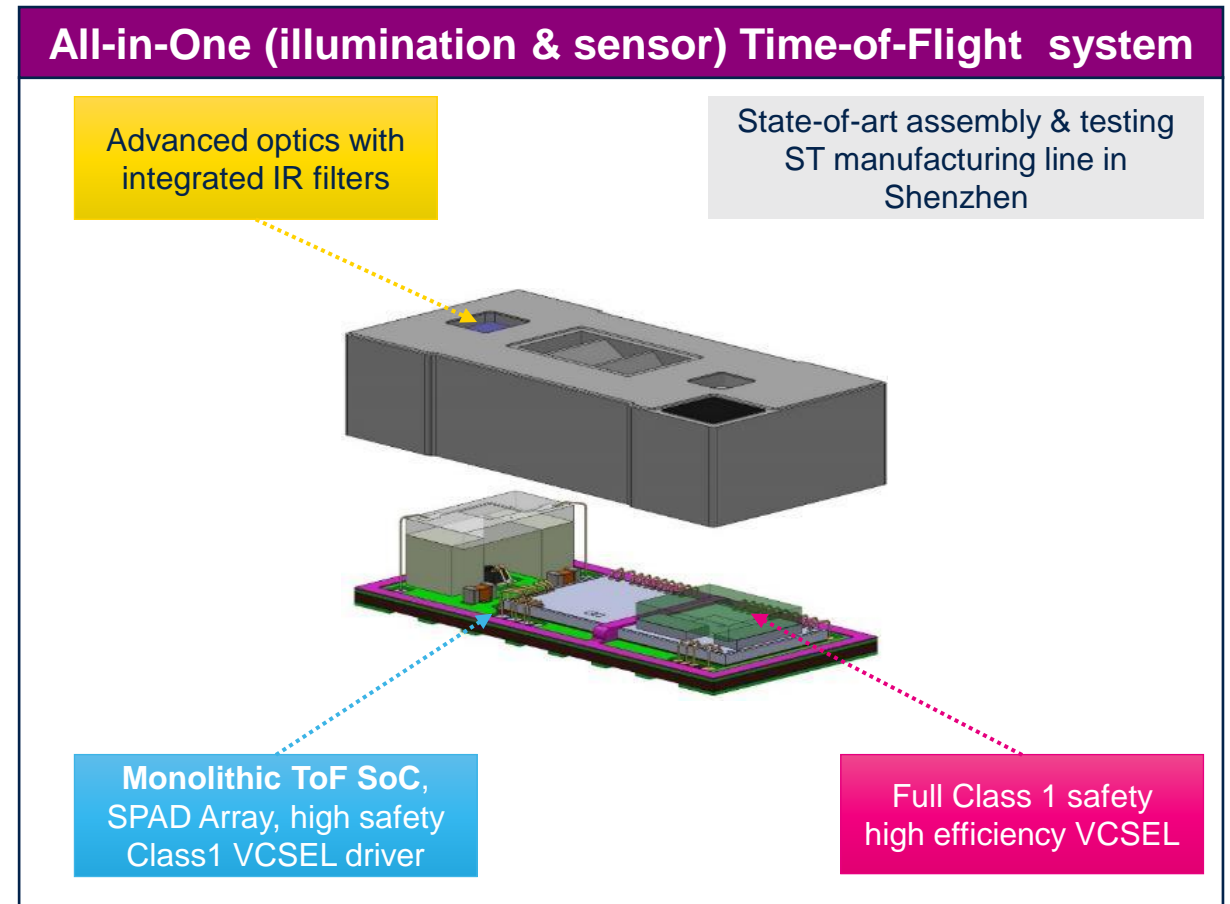 All-in-One (illumination & sensor) Time-of-Flight system
Advanced optics with
integrated IR filters
State-of-art assembly & testing
ST manufacturing line in
Shenzhen
Monolithic ToF SoC,
SPAD Array, high safety
Class1 VCSEL driver
Full Class 1 safety
high efficiency VCSEL